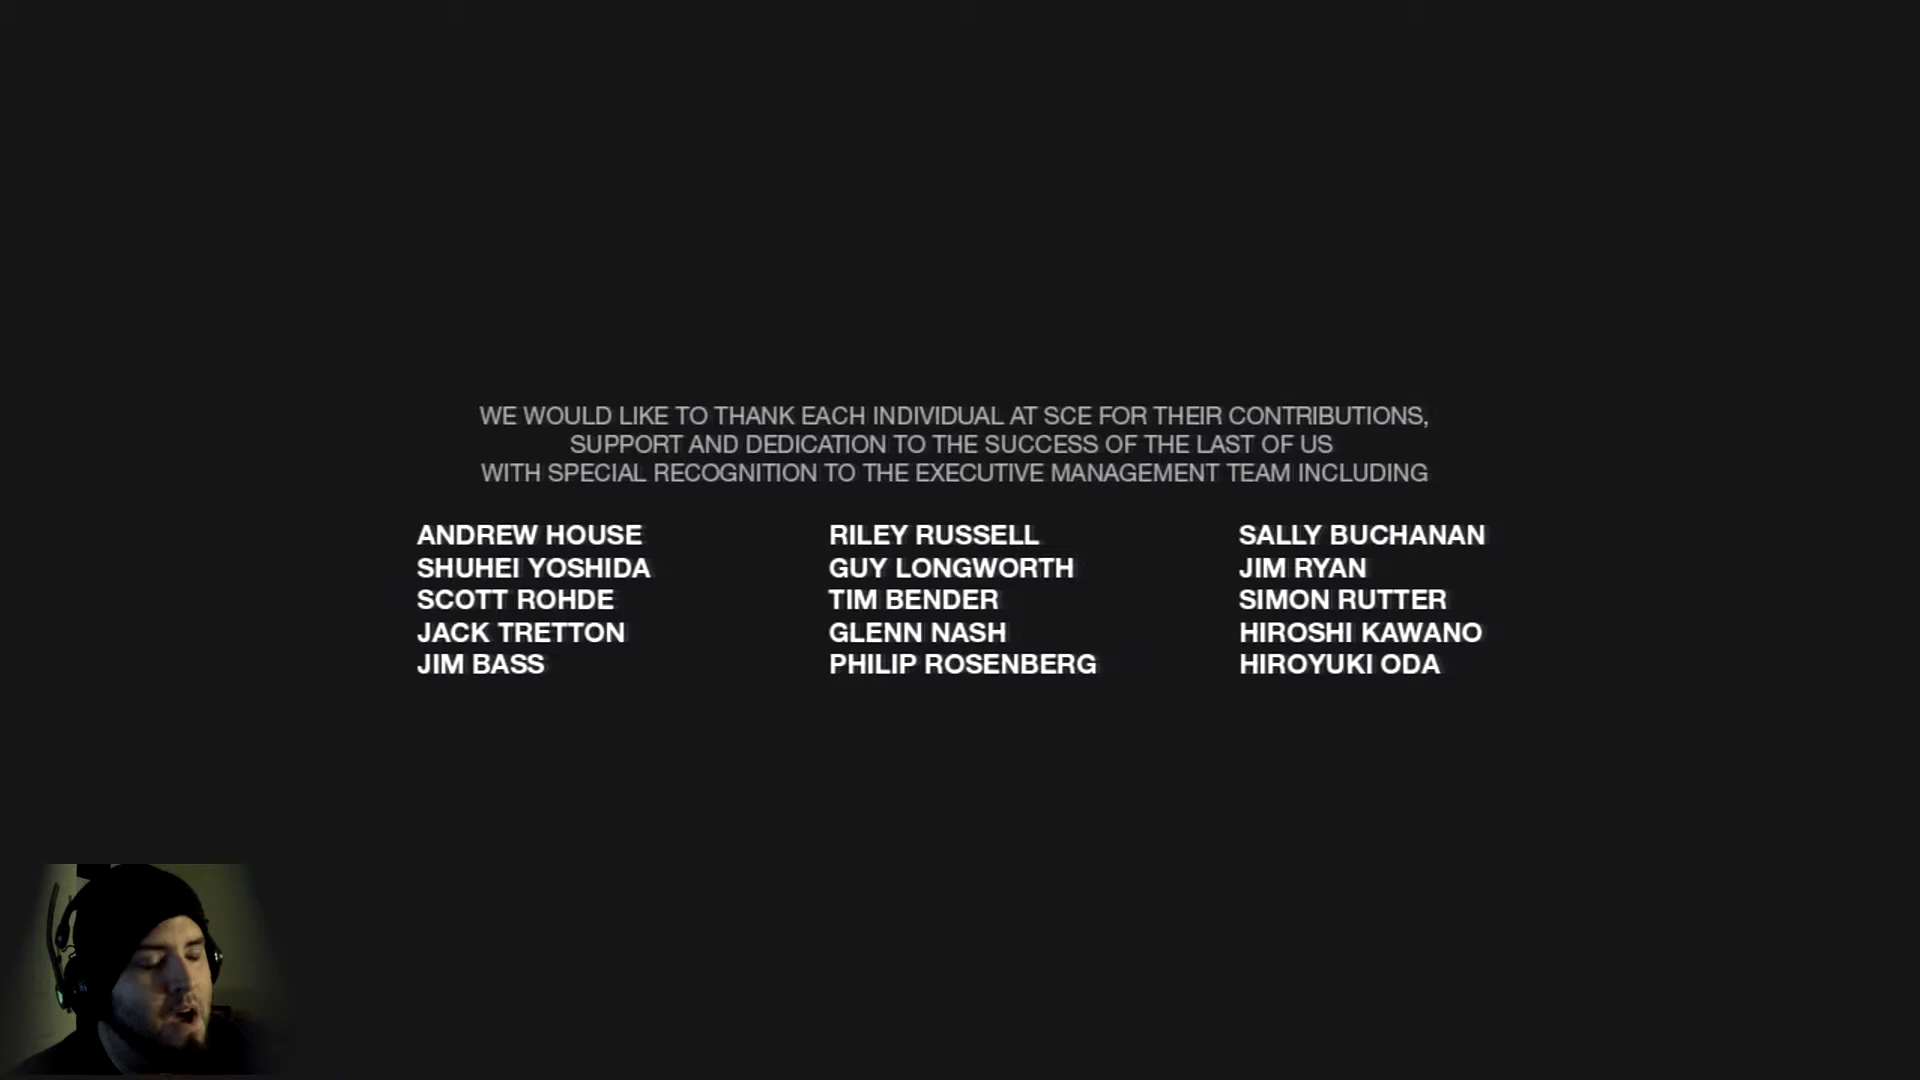 WE WOULD LIKE TO THANK EACH INDIVIDUAL AT SCE FOR THEIR CONTRIBUTIONS,
SUPPORT AND DEDICATION TO THE SUCCESS OF THE LAST OF US
WITH SPECIAL RECOGNITION TO THE EXECUTIVE MANAGEMENT TEAM INCLUDING
ANDREW HOUSE
SHUHEI YOSHIDA
SCOTT ROHDE
JACK TRETTON
JIM BASS
RILEY RUSSELL
GUY LONGWORTH
TIM BENDER
GLENN NASH
PHILIP ROSENBERG
SALLY BUCHANAN
JIM RYAN
SIMON RUTTER
HIROSHI KAWANO
HIROYUKI ODA